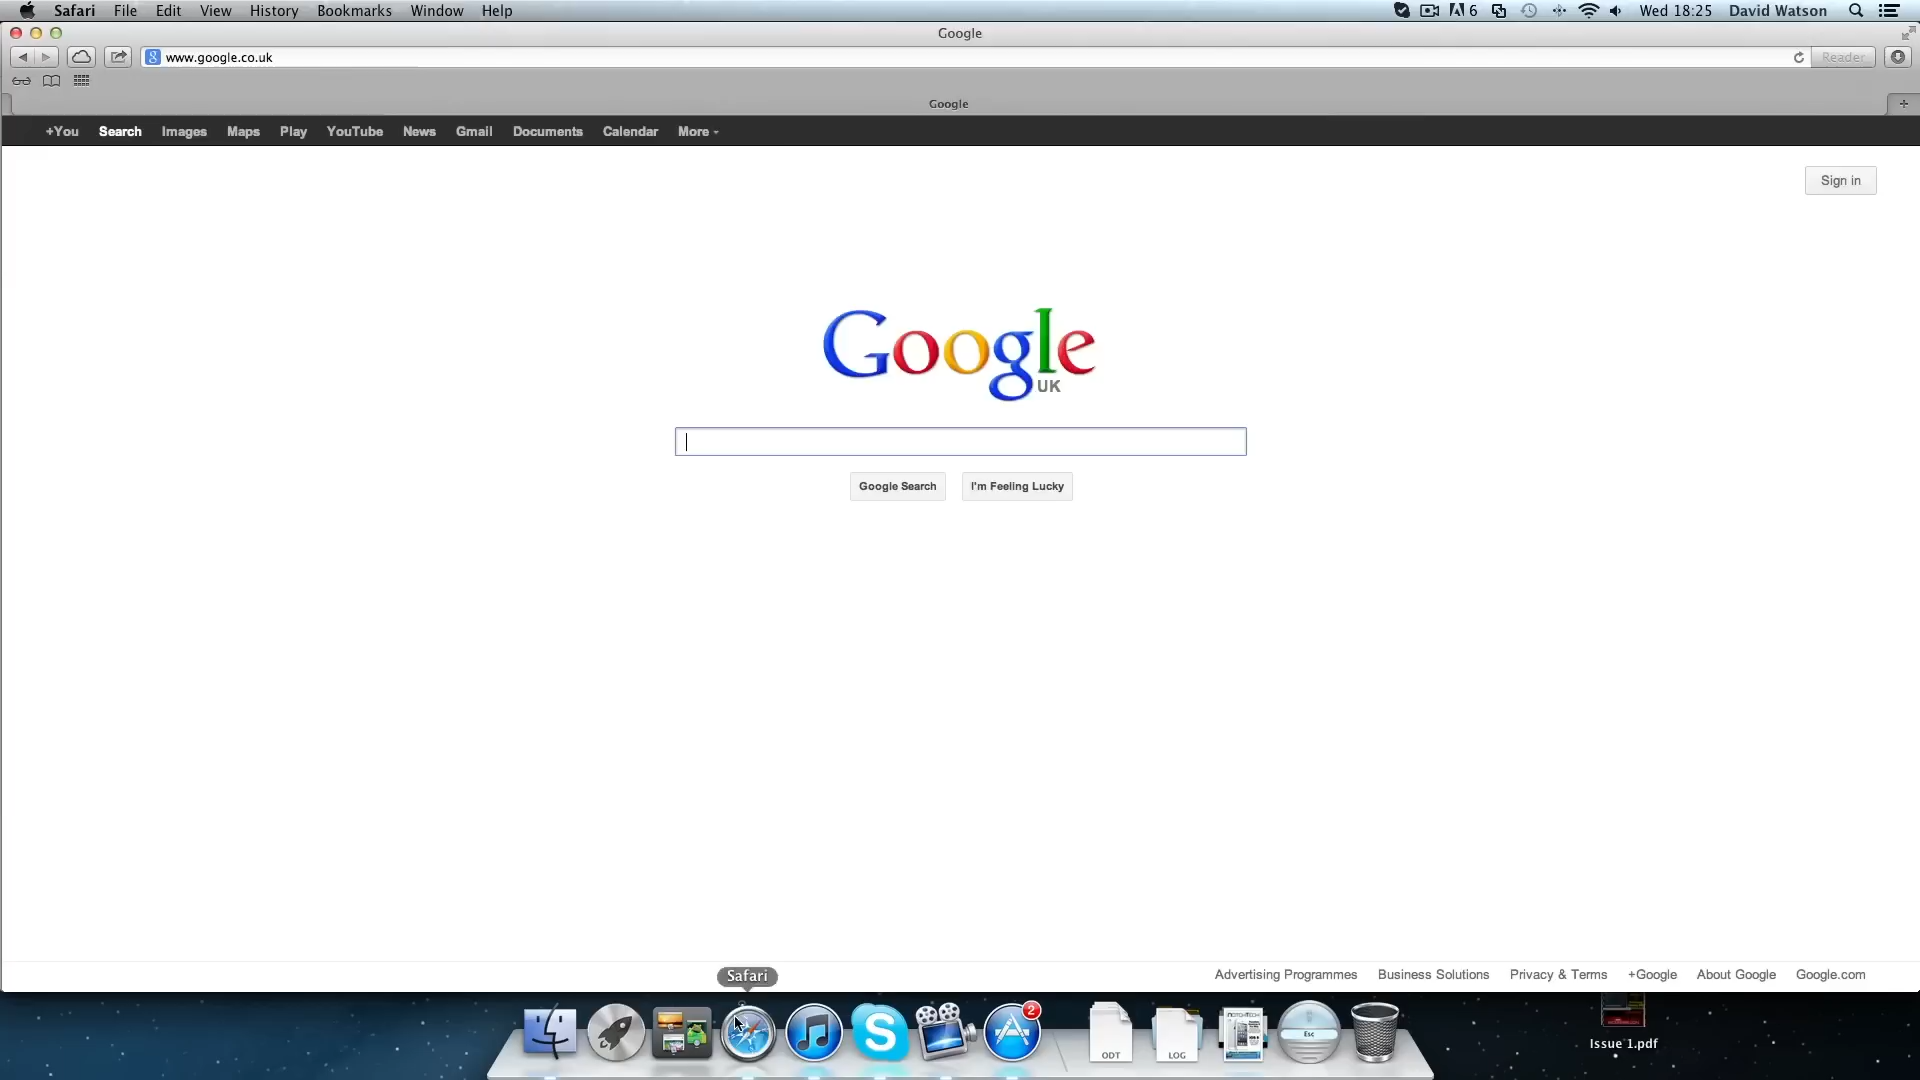 Safari File Edit View History Bookmarks Window Help 6 Wed 18:25 David Watson
Google
www.google.co.uk Reader
Google
+You Search Images Maps Play YouTube News Gmail Documents Calendar More
Sign in
Google
UK
Google Search I'm Feeling Lucky
Advertising Programmes Business Solutions Privacy & Terms +Google About Google Google.com
Safari
2
ODT LOG Esc
Issue 1.pdf